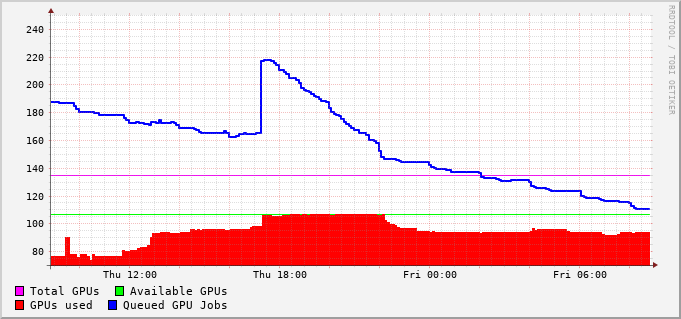 RRDTOOL / TOBI OETIKER
240
220
200
180
160
140
120
100
80
Thu 12:00 Thu 18:00 Fri 00:00 Fri 06:00
Total GPUs Available GPUs
GPUs used Queued GPU Jobs